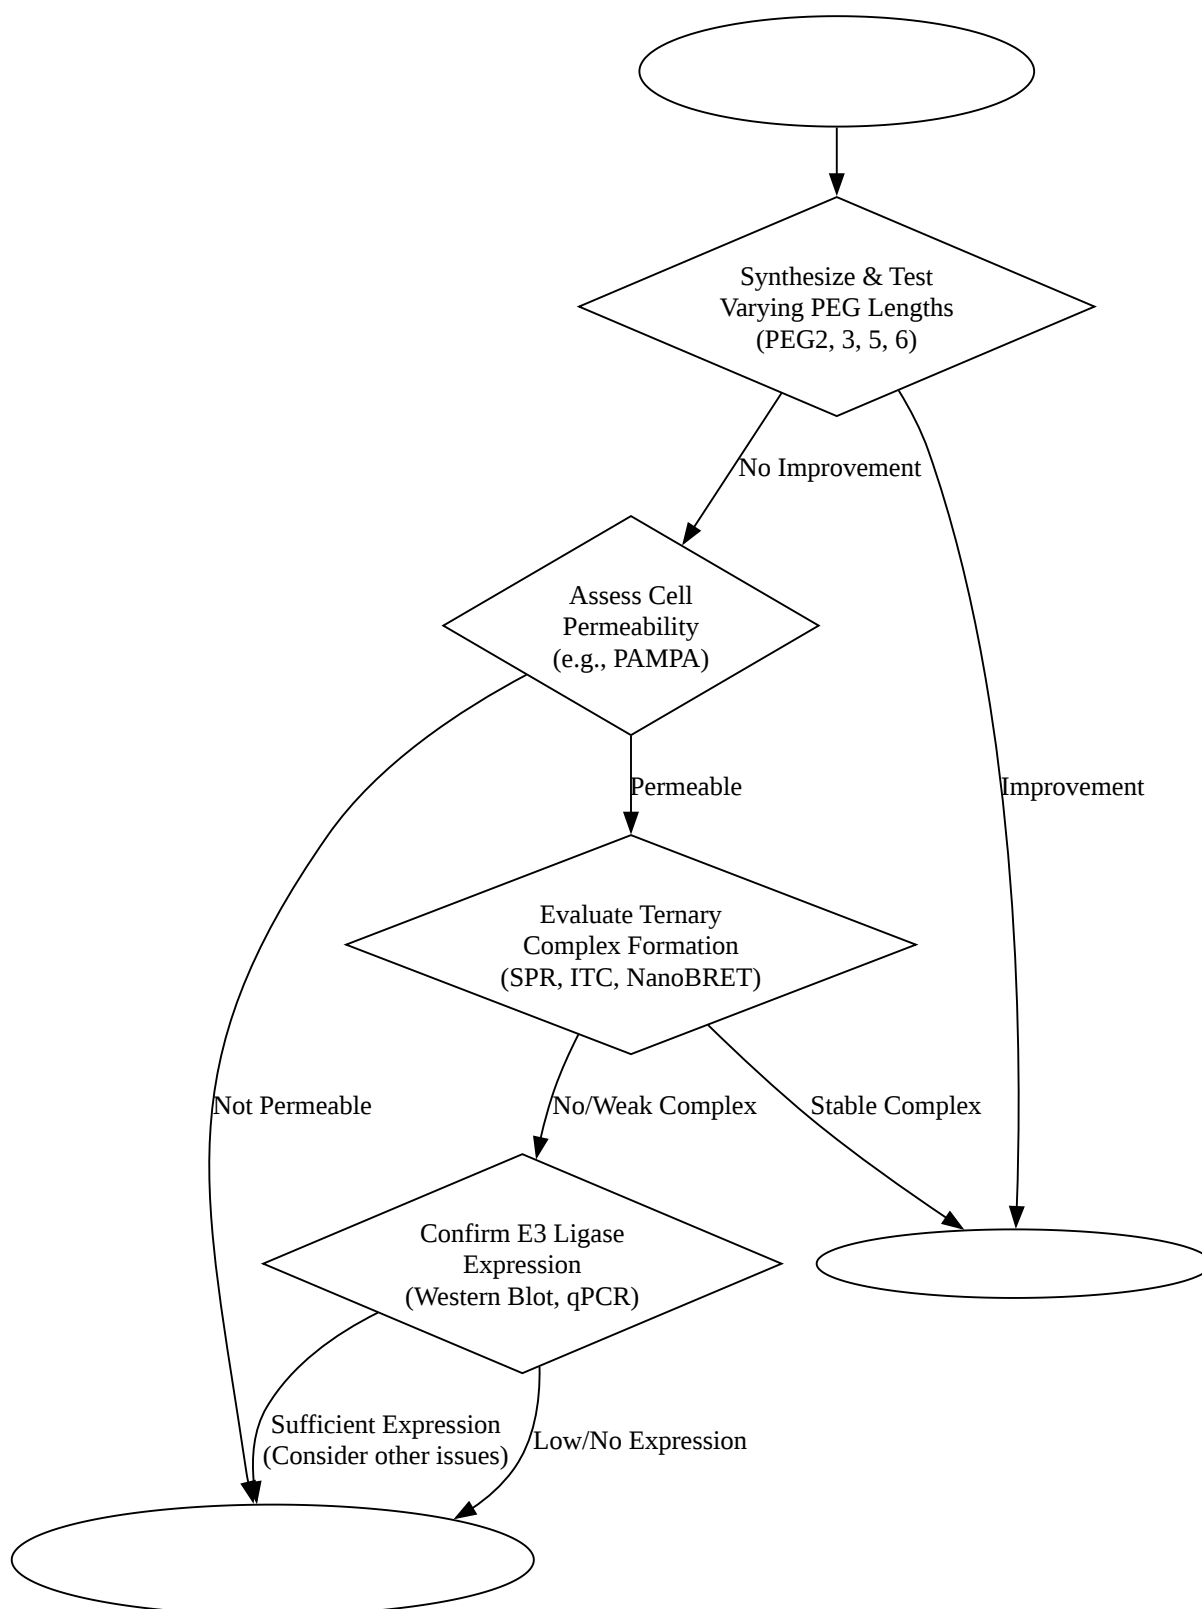 Synthesize & Test
Varying PEG Lengths
(PEG2, 3, 5, 6)
No Improvement
Assess Cell
Permeability
(e.g., PAMPA)
Permeable
Improvement
Evaluate Ternary
Complex Formation
(SPR, ITC, NanoBRET)
Not Permeable
No/Weak Complex
Stable Complex
Confirm E3 Ligase
Expression
(Western Blot, qPCR)
Sufficient Expression
(Consider other issues)
Low/No Expression